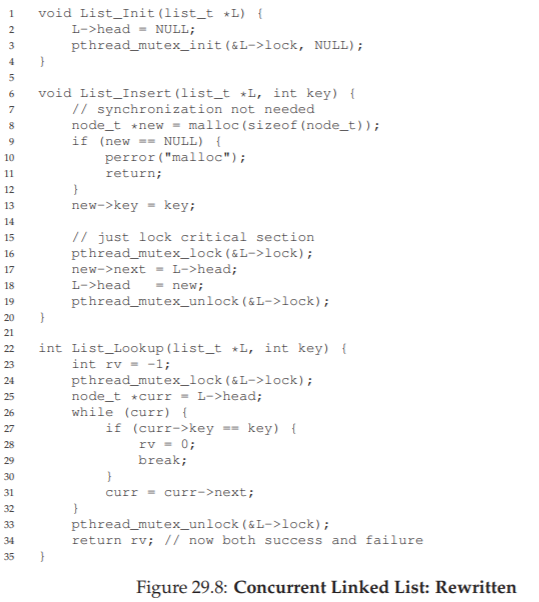 1 void List_Init(list_t *L) {
2     L->head = NULL;
3     pthread_mutex_init(&L->lock, NULL);
4 }
5
6 void List_Insert(list_t *L, int key) {
7     // synchronization not needed
8     node_t *new = malloc(sizeof(node_t));
9     if (new == NULL) {
10         perror("malloc");
11         return;
12     }
13     new->key = key;
14
15     // just lock critical section
16     pthread_mutex_lock(&L->lock);
17     new->next = L->head;
18     L->head   = new;
19     pthread_mutex_unlock(&L->lock);
20 }
21
22 int List_Lookup(list_t *L, int key) {
23     int rv = -1;
24     pthread_mutex_lock(&L->lock);
25     node_t *curr = L->head;
26     while (curr) {
27         if (curr->key == key) {
28             rv = 0;
29             break;
30         }
31         curr = curr->next;
32     }
33     pthread_mutex_unlock(&L->lock);
34     return rv; // now both success and failure
35 }
Figure 29.8: Concurrent Linked List: Rewritten